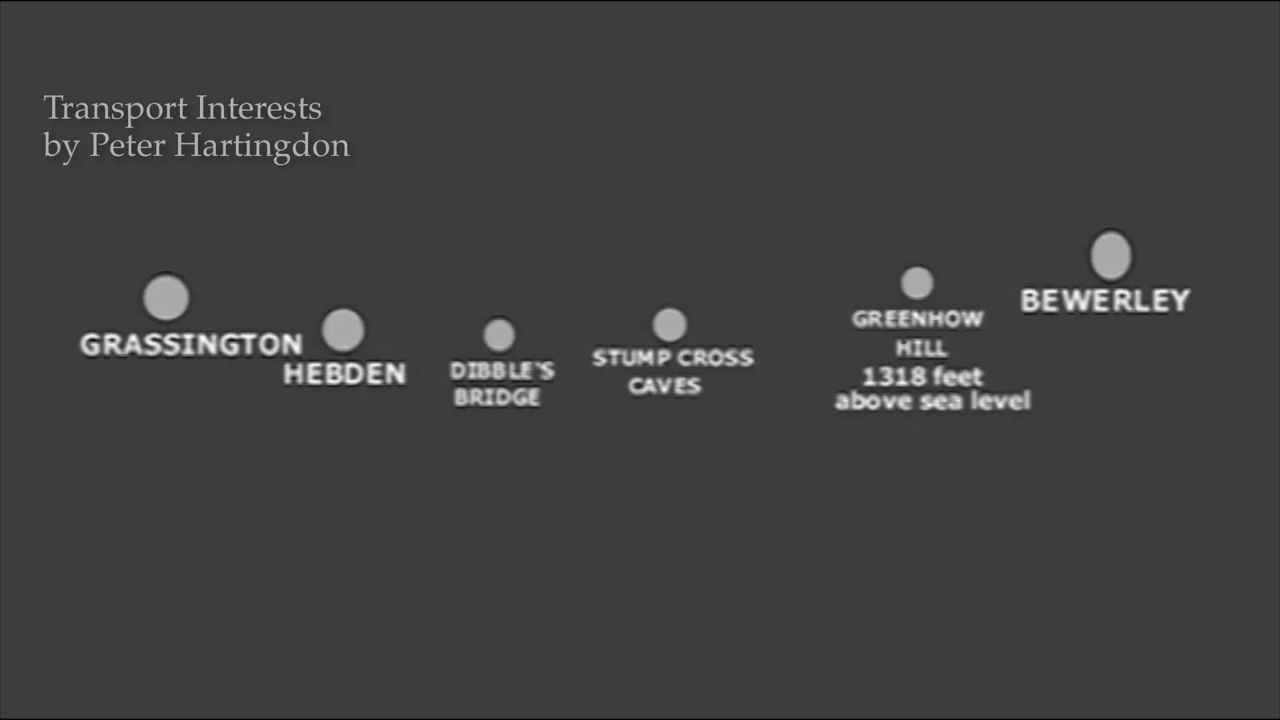 Transport Interests
by Peter Hartingdon
GRASSINGTON
HEBDEN
DIBBLE'S
BRIDGE
STUMP CROSS
CAVES
GREENHOW
HILL
1318 feet
above sea level
BEWERLEY